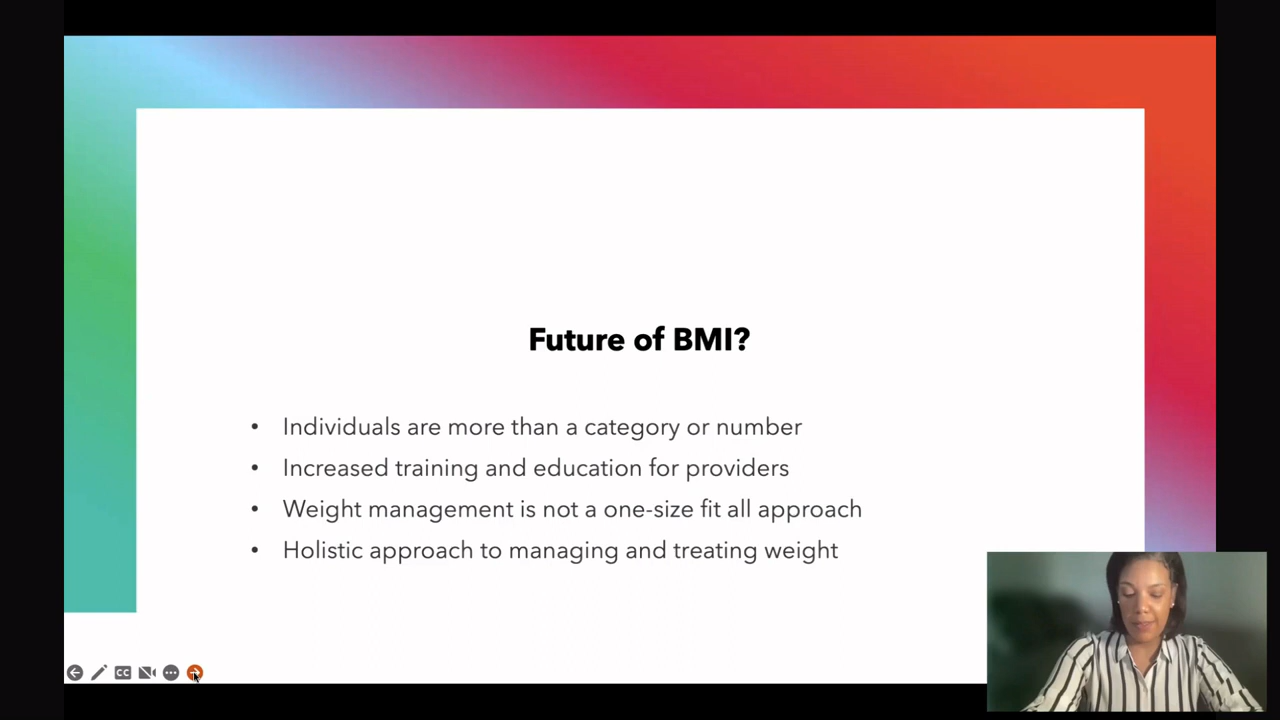 Future of BMI?
• Individuals are more than a category or number
• Increased training and education for providers
• Weight management is not a one-size fit all approach
• Holistic approach to managing and treating weight
CC